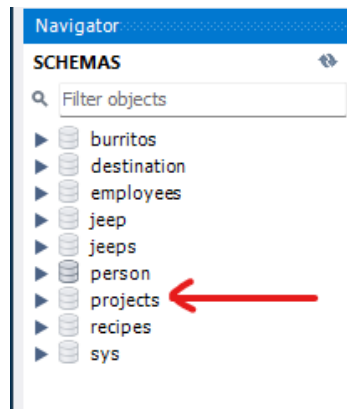 Navigator
SCHEMAS
Filter objects
burritos
destination
employees
jeep
jeeps
person
projects
recipes
sys